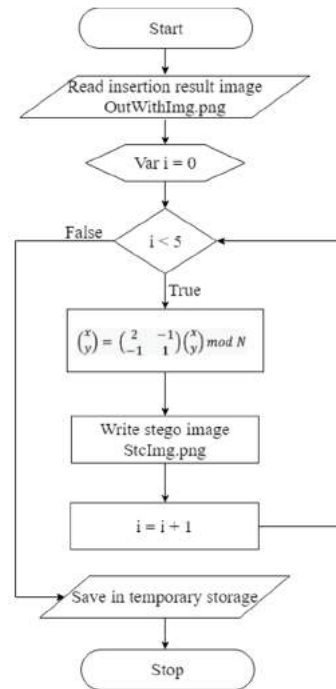 Start
Read insertion result image
OutWithImg.png
Var i = 0
False
i < 5
True
(x y) = (2 -1 -1 1)(x y) mod N
Write stego image
StcImg.png
i = i + 1
Save in temporary storage
Stop